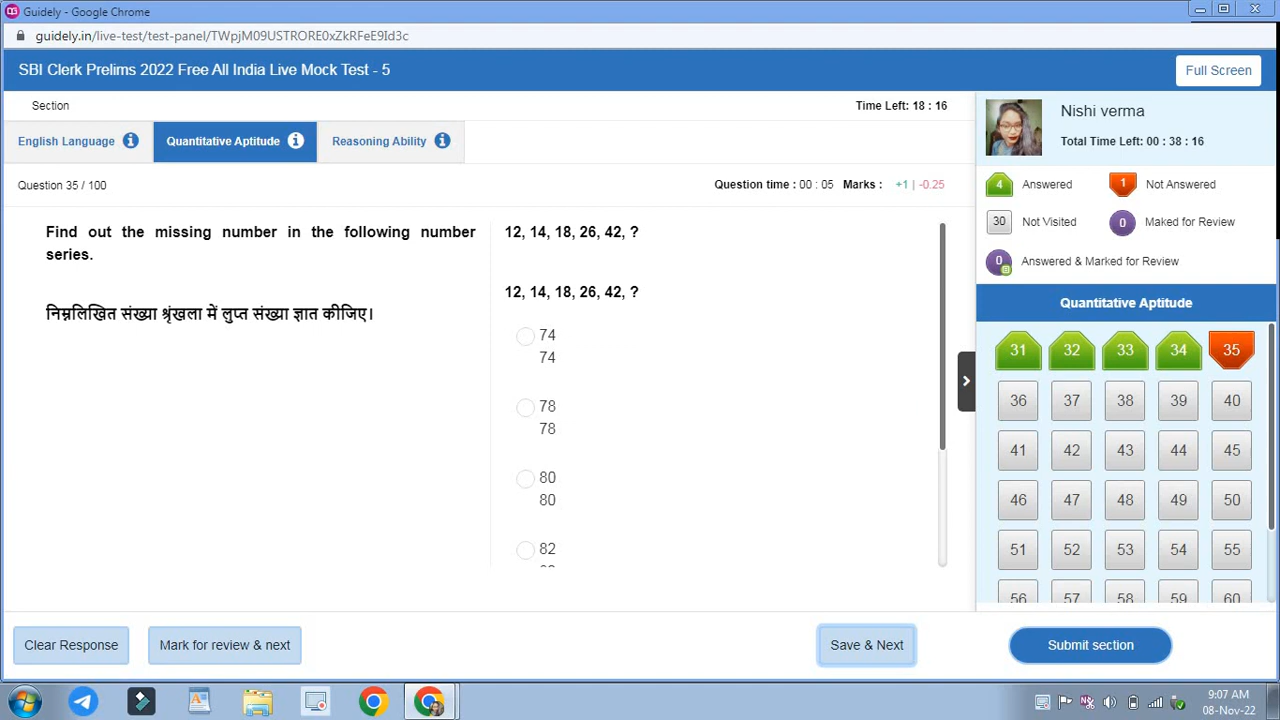 Guidely - Google Chrome
guidely.in/live-test/test-panel/TWpjM09USTRORE0xZkRFeE9Id3c
SBI Clerk Prelims 2022 Free All India Live Mock Test - 5
Full Screen
Section
Time Left: 18 : 16
Nishi verma
Total Time Left: 00 : 38 : 16
English Language
Quantitative Aptitude
Reasoning Ability
Question 35 / 100
Question time : 00 : 05 Marks : +1 | -0.25
4 Answered
1 Not Answered
30 Not Visited
0 Maked for Review
0 Answered & Marked for Review
Find out the missing number in the following number
series.
निम्नलिखित संख्या श्रृंखला में लुप्त संख्या ज्ञात कीजिए।
12, 14, 18, 26, 42, ?
12, 14, 18, 26, 42, ?
74
74
78
78
80
80
82
Quantitative Aptitude
31 32 33 34 35
36 37 38 39 40
41 42 43 44 45
46 47 48 49 50
51 52 53 54 55
56 57 58 59 60
Clear Response
Mark for review & next
Save & Next
Submit section
9:07 AM
08-Nov-22